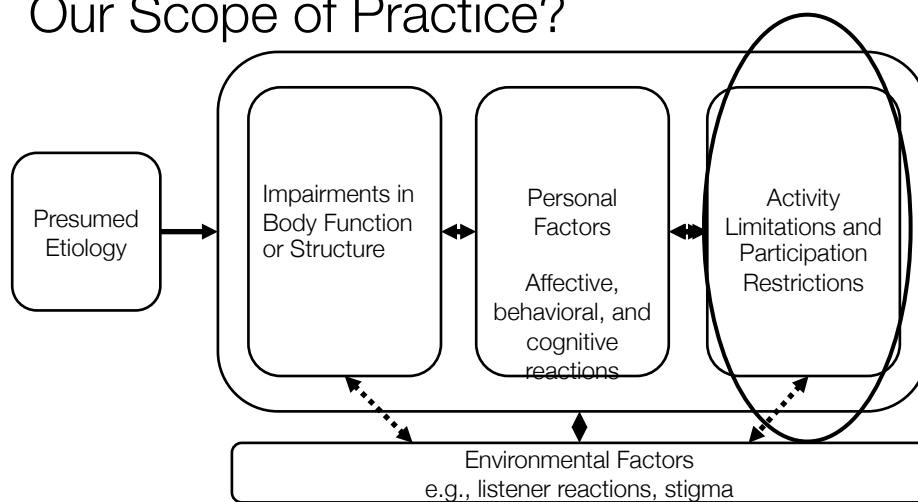 Our Scope of Practice?
Presumed
Etiology
Impairments in
Body Function
or Structure
Personal
Factors
Affective,
behavioral, and
cognitive
reactions
Activity
Limitations and
Participation
Restrictions
Environmental Factors
e.g., listener reactions, stigma